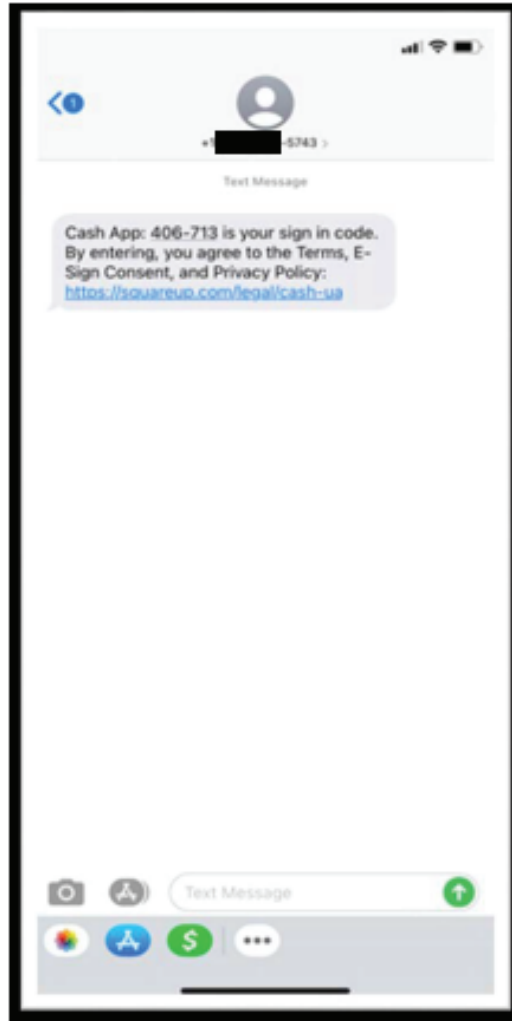 1
+1 -5743 >
Text Message
Cash App: 406-713 is your sign in code.
By entering, you agree to the Terms, E-
Sign Consent, and Privacy Policy:
https://squareup.com/legal/cash-ua
Text Message